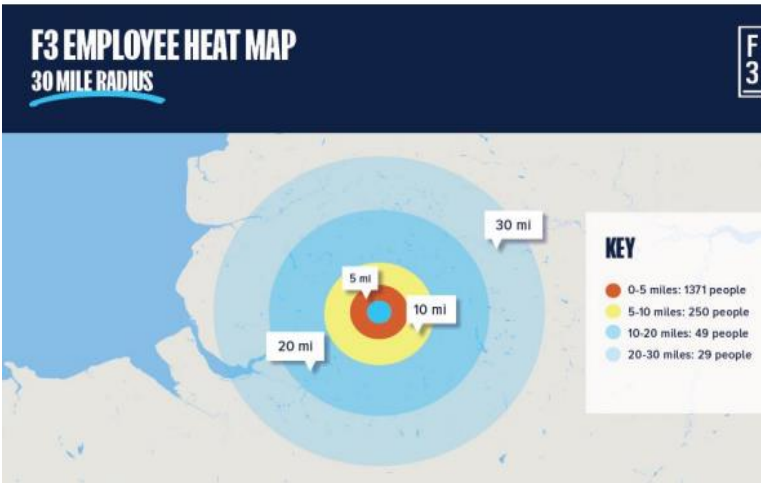 F3 EMPLOYEE HEAT MAP
30 MILE RADIUS
F
3
30 mi
5 mi
10 mi
20 mi
KEY
0-5 miles: 1371 people
5-10 miles: 250 people
10-20 miles: 49 people
20-30 miles: 29 people